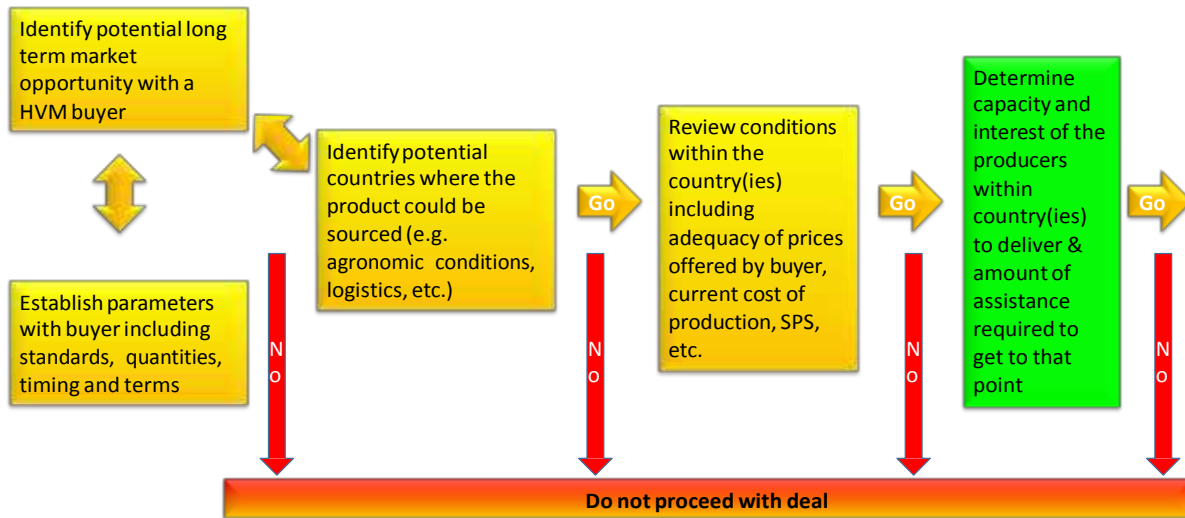 Identify potential long
term market
opportunity with a
HVM buyer
Establish parameters
with buyer including
standards, quantities,
timing and terms
No
Identify potential
countries where the
product could be
sourced (e.g.
agronomic conditions,
logistics, etc.)
Go
No
Review conditions
within the
country(ies)
including
adequacy of prices
offered by buyer,
current cost of
production, SPS,
etc.
Go
No
Determine
capacity and
interest of the
producers
within
country(ies)
to deliver &
amount of
assistance
required to
get to that
point
Go
No
Do not proceed with deal